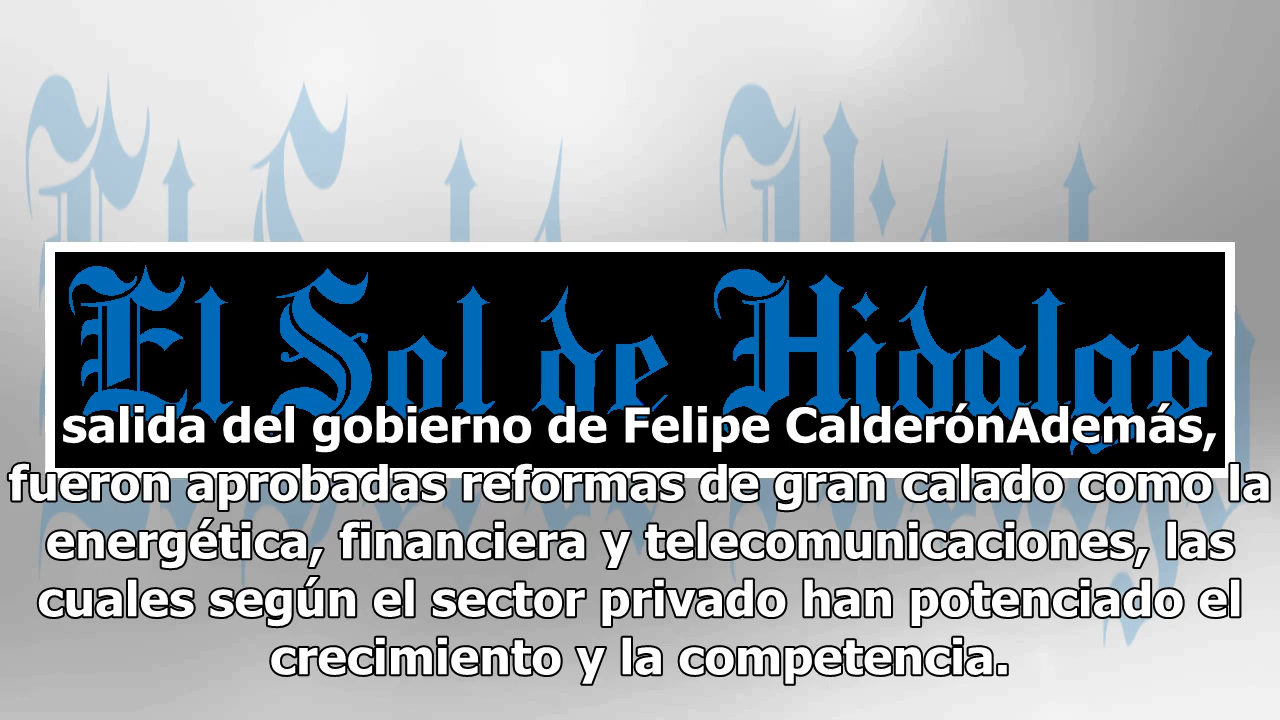 El Sol de Hidalgo
salida del gobierno de Felipe CalderónAdemás,
fueron aprobadas reformas de gran calado como la
energética, financiera y telecomunicaciones, las
cuales según el sector privado han potenciado el
crecimiento y la competencia.